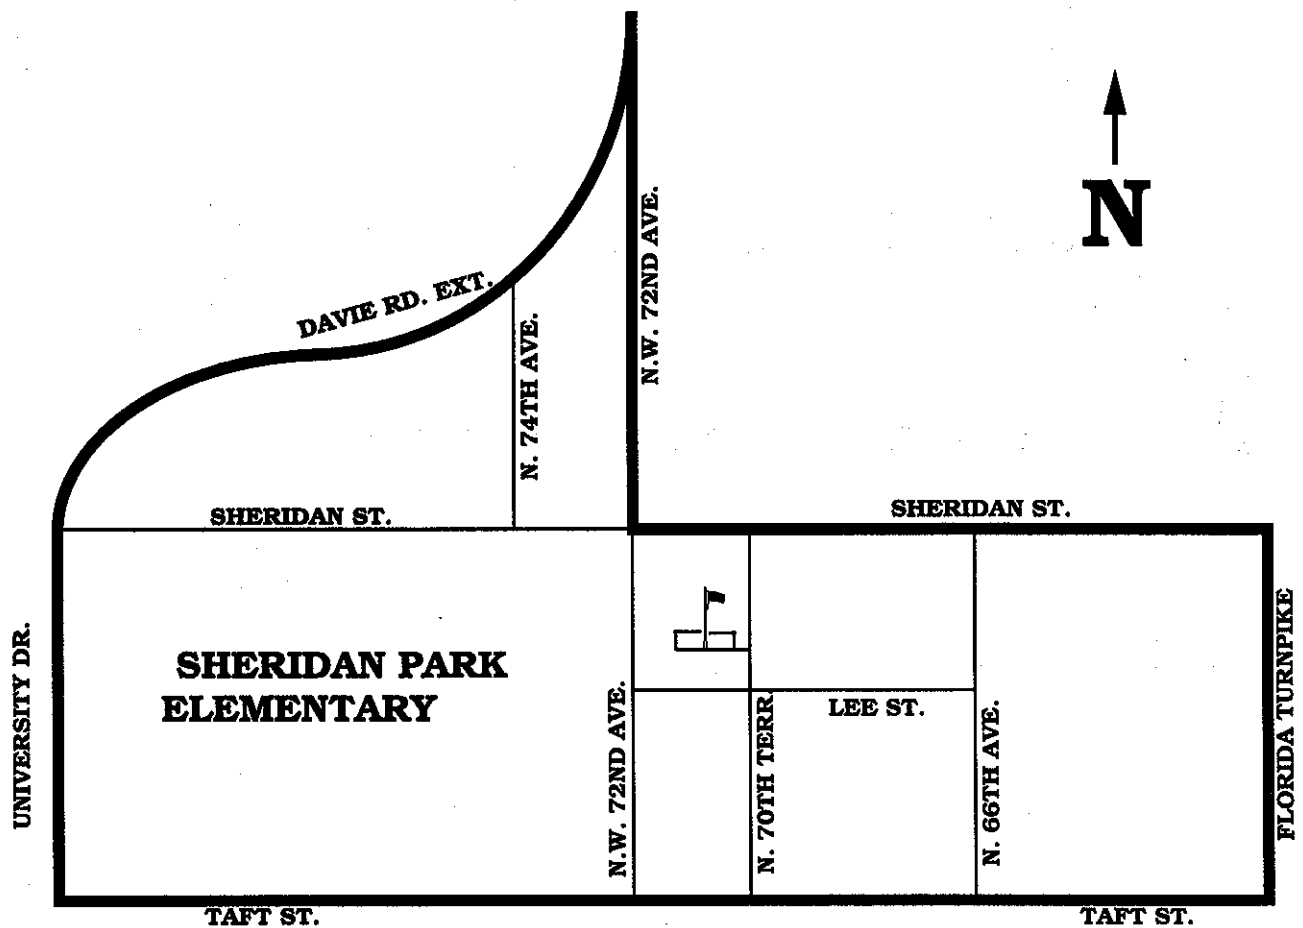 N
N.W. 72ND AVE.
DAVIE RD. EXT.
N. 74TH AVE.
SHERIDAN ST.
SHERIDAN ST.
UNIVERSITY DR.
SHERIDAN PARK
ELEMENTARY
N.W. 72ND AVE.
N. 70TH TERR.
LEE ST.
N. 66TH AVE.
FLORIDA TURNPIKE
TAFT ST.
TAFT ST.